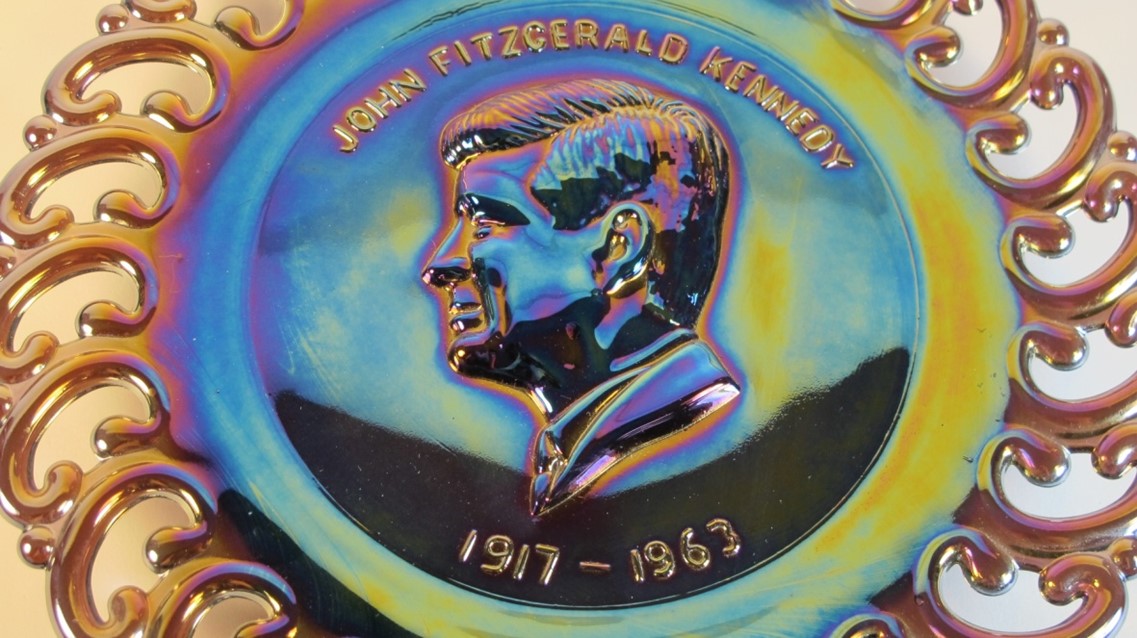 JOHN FITZGERALD KENNEDY
1917 - 1963